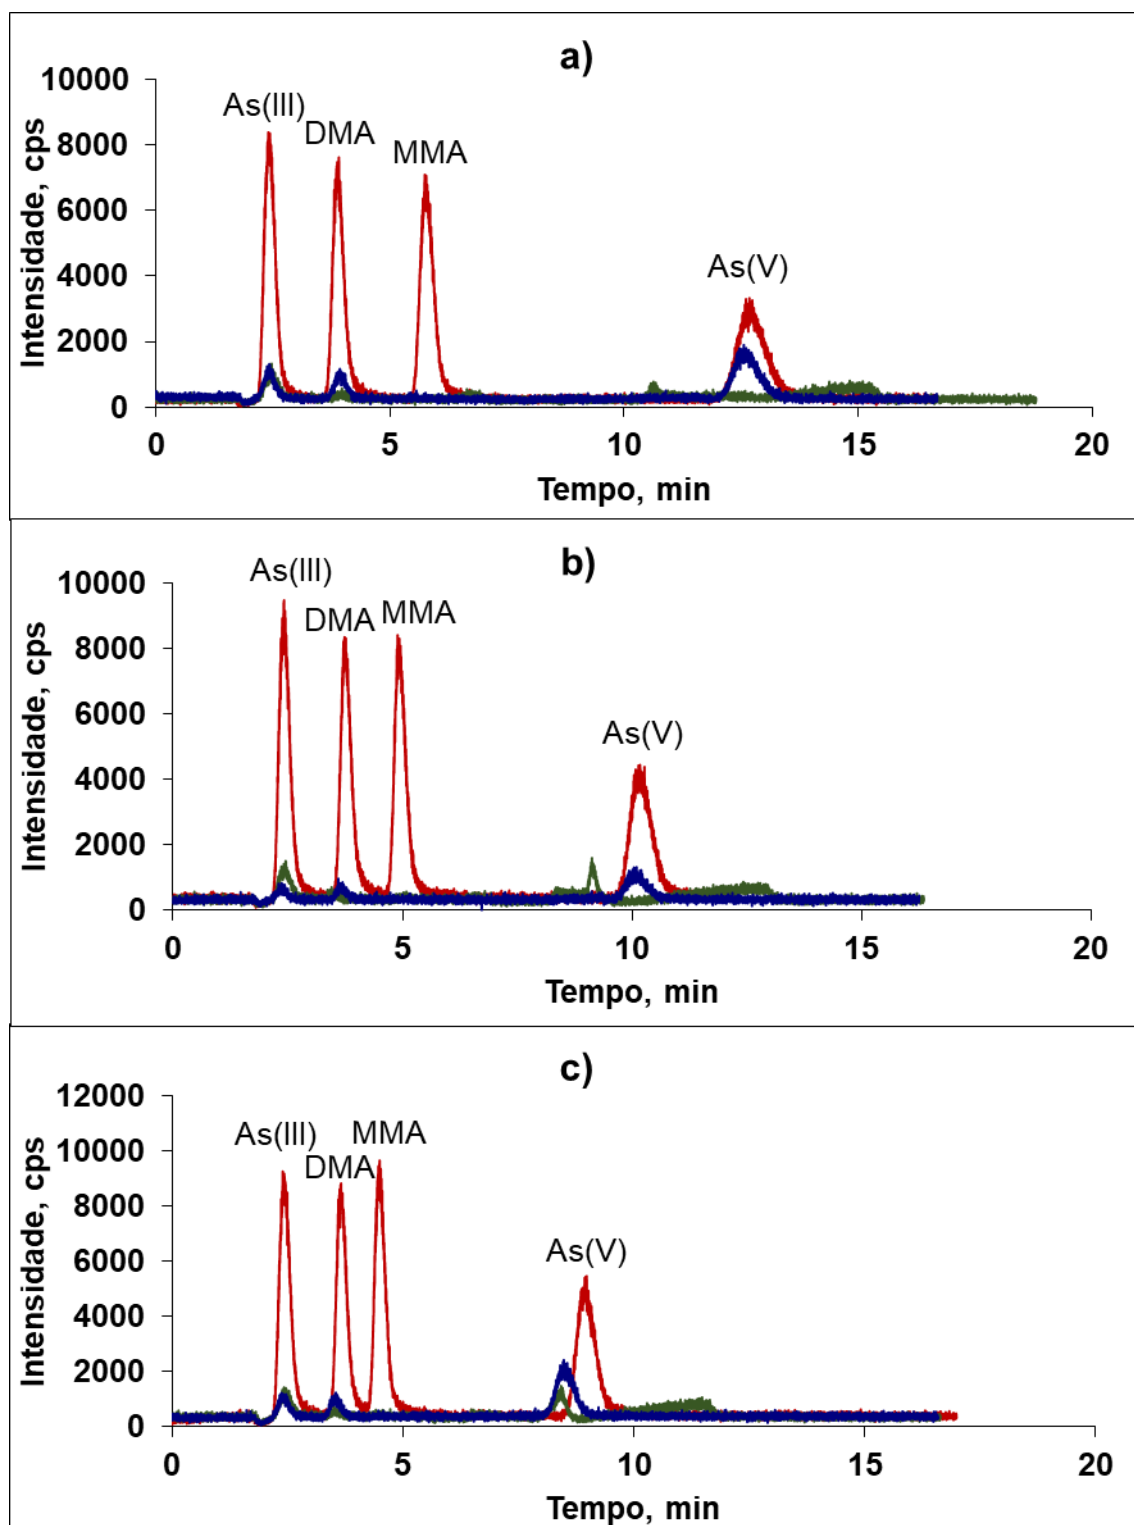 a)
10000
8000
6000
4000
2000
0
Intensidade, cps
As(III)
DMA
MMA
As(V)
0 5 10 15 20
Tempo, min
b)
10000
8000
6000
4000
2000
0
Intensidade, cps
As(III)
DMA
MMA
As(V)
0 5 10 15 20
Tempo, min
c)
12000
10000
8000
6000
4000
2000
0
Intensidade, cps
As(III)
DMA
MMA
As(V)
0 5 10 15 20
Tempo, min